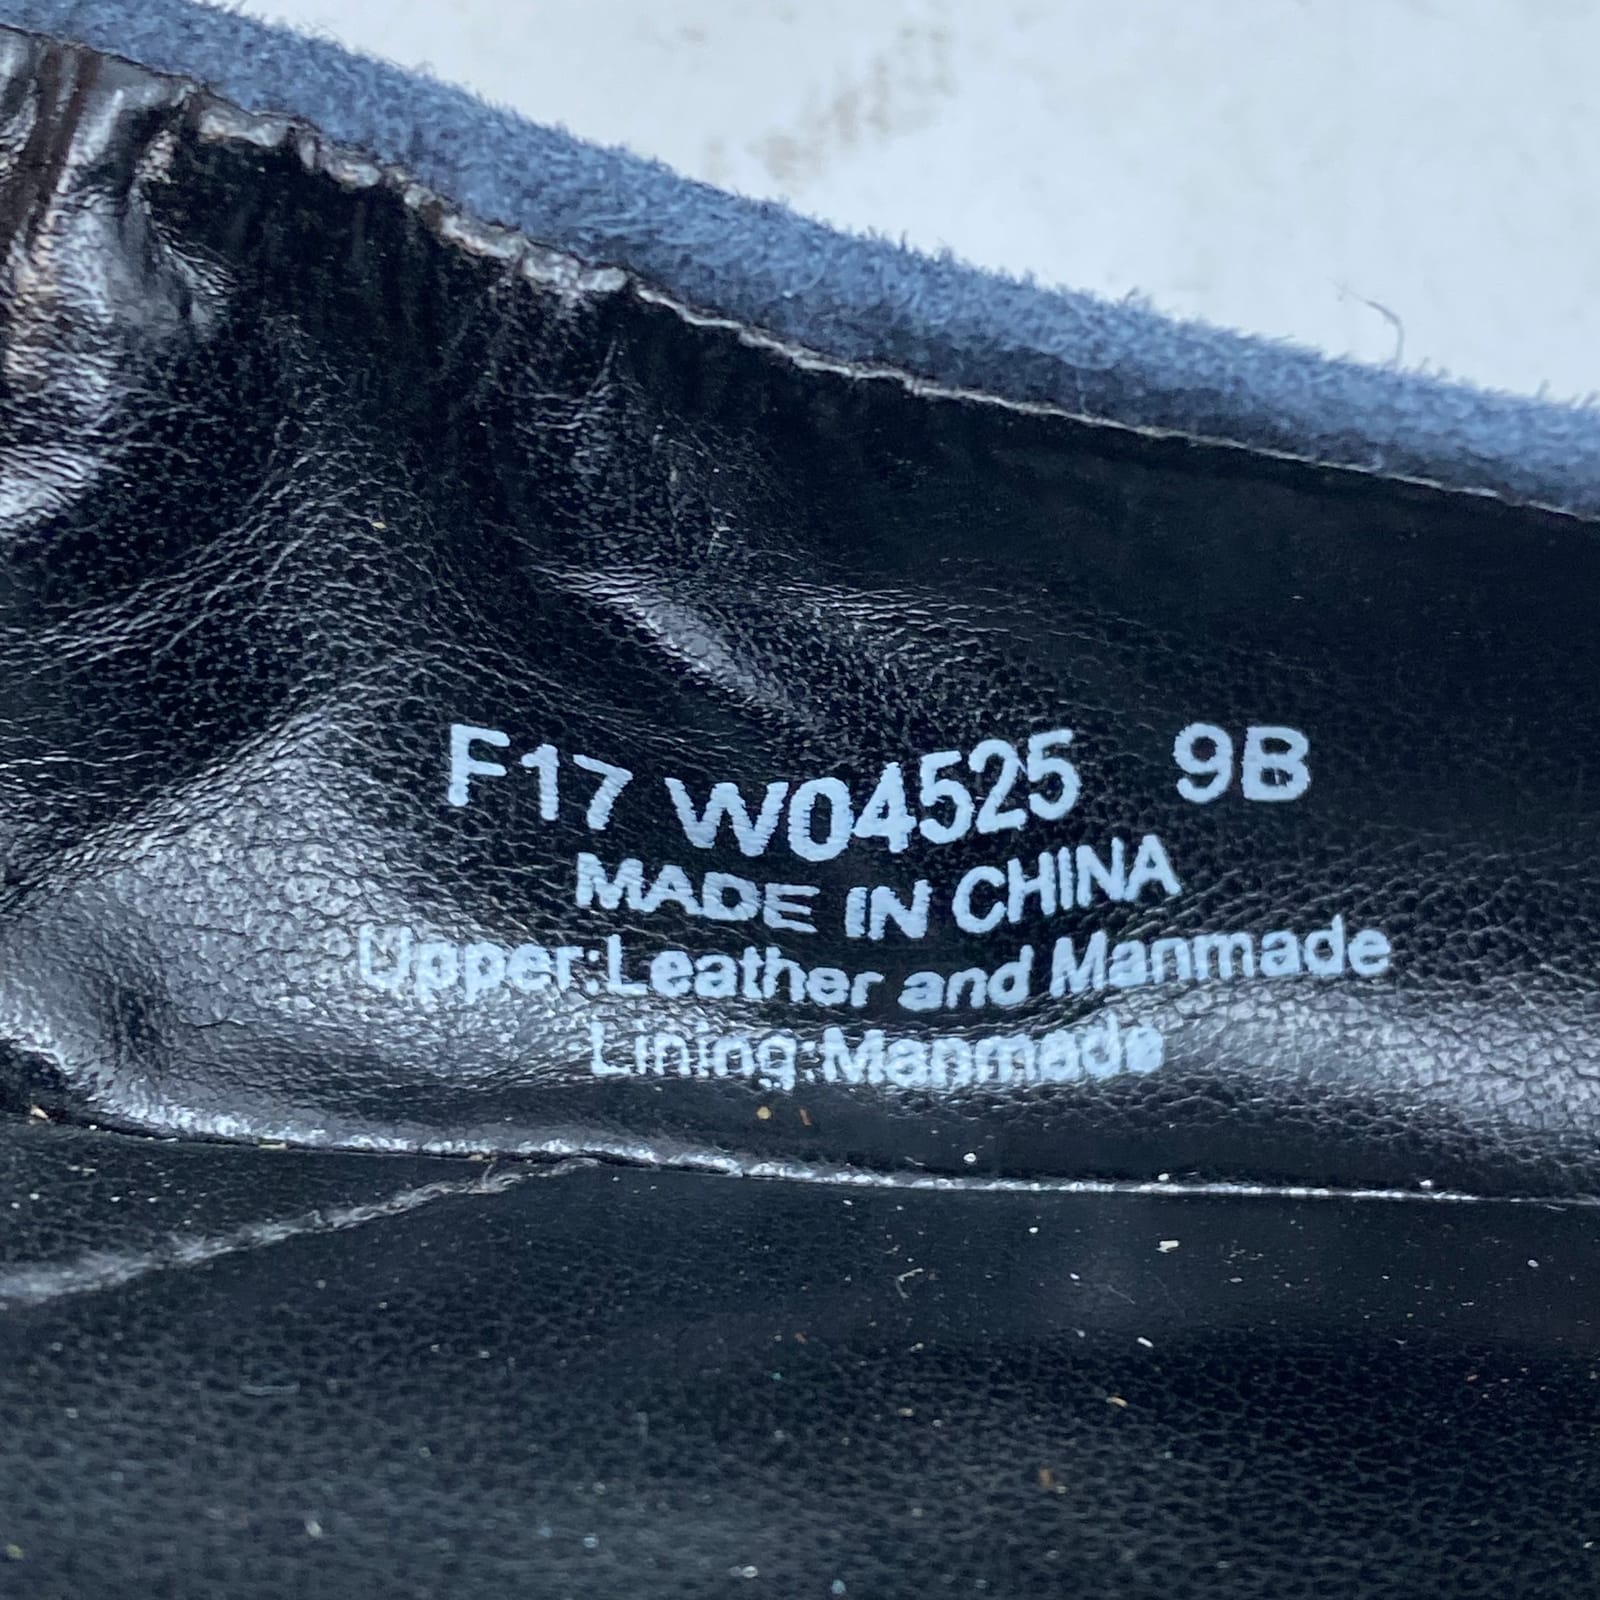 F17 W04525 9B
MADE IN CHINA
Upper:Leather and Manmade
Lining:Manmade